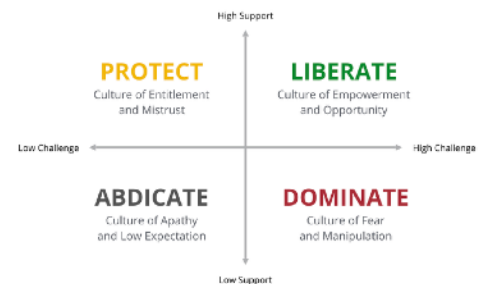 High Support
PROTECT
Culture of Entitlement
and Mistrust
LIBERATE
Culture of Empowerment
and Opportunity
Low Challenge
High Challenge
ABDICATE
Culture of Apathy
and Low Expectation
DOMINATE
Culture of Fear
and Manipulation
Low Support